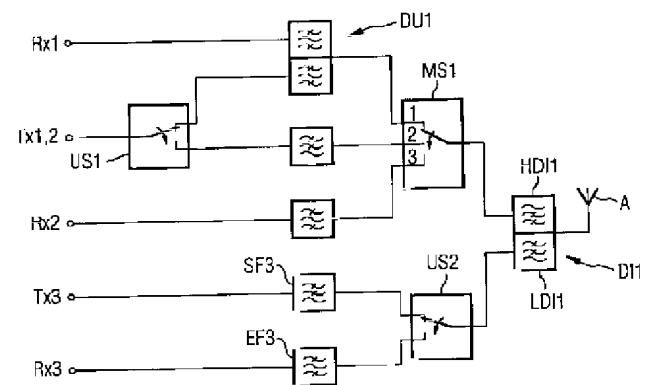 Rx1
DU1
MS1
Tx1,2
US1
1
2
3
HDI1
A
Rx2
SF3
US2
DI1
LDI1
Tx3
EF3
Rx3